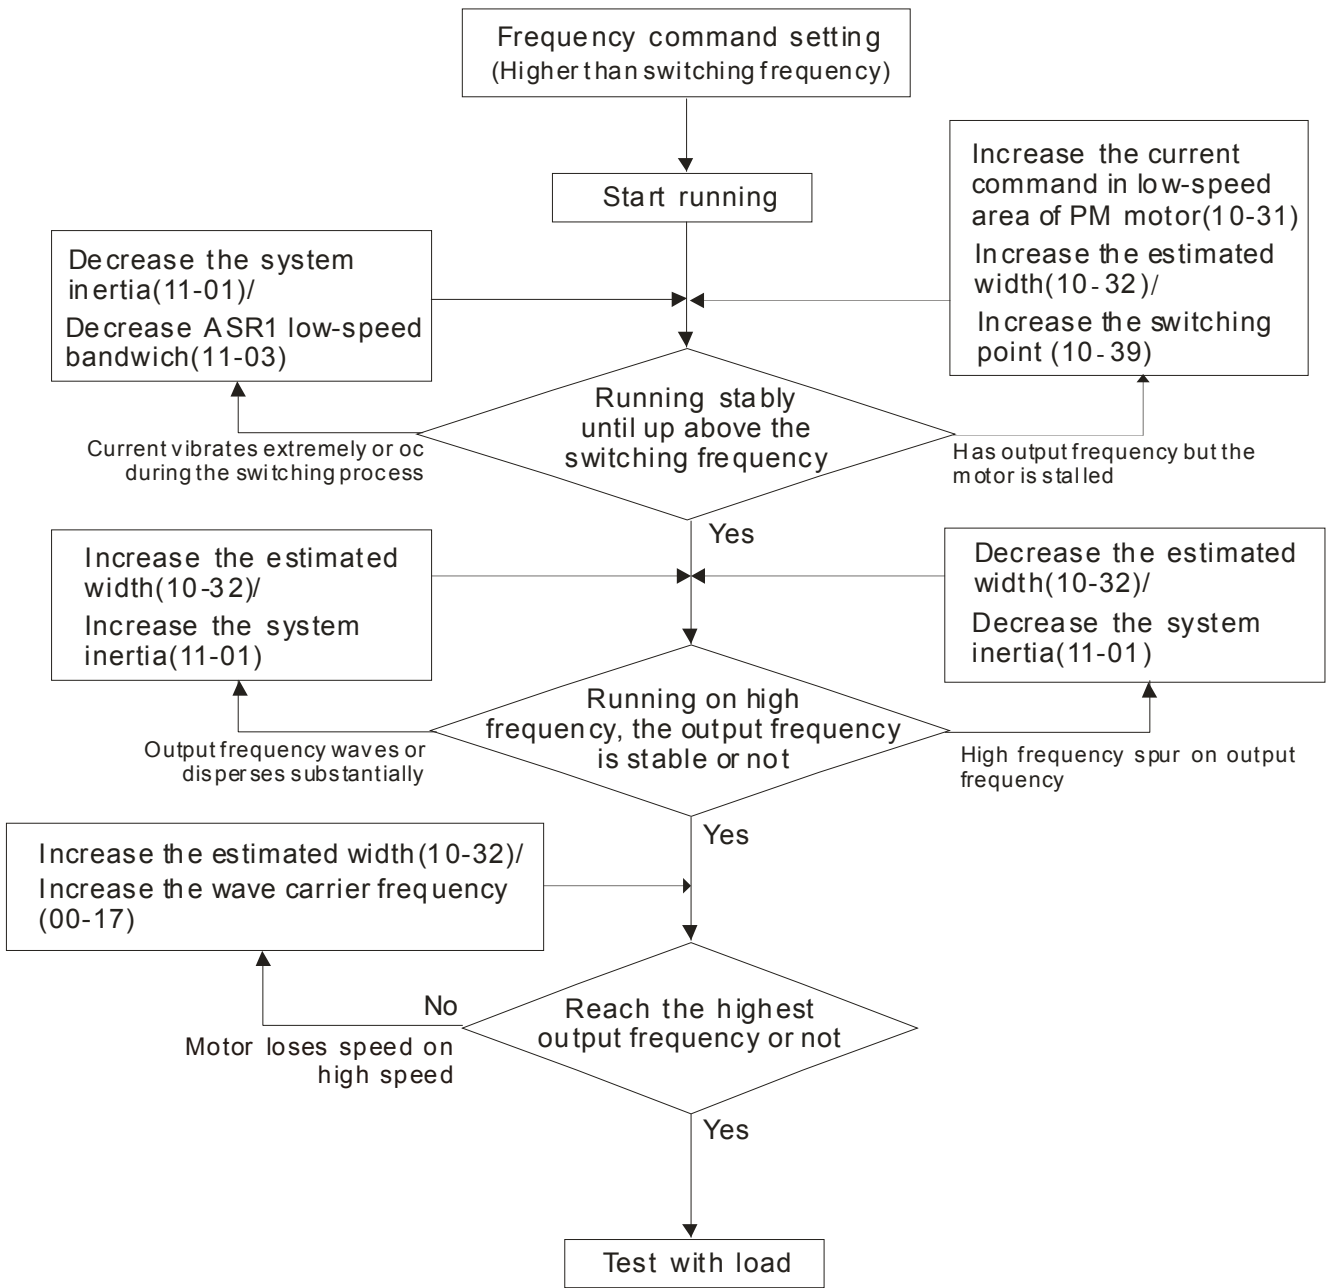 Frequency command setting
(Higher than switching frequency)
Start running
Increase the current
command in low-speed
area of PM motor(10-31)
Increase the estimated
width(10-32)/
Increase the switching
point (10-39)
Decrease the system
inertia(11-01)/
Decrease ASR1 low-speed
bandwich(11-03)
Running stably
until up above the
switching frequency
Current vibrates extremely or oc
during the switching process
Has output frequency but the
motor is stalled
Yes
Increase the estimated
width(10-32)/
Increase the system
inertia(11-01)
Decrease the estimated
width(10-32)/
Decrease the system
inertia(11-01)
Running on high
frequency, the output frequency
is stable or not
Output frequency waves or
disperses substantially
High frequency spur on output
frequency
Yes
Increase the estimated width(10-32)/
Increase the wave carrier frequency
(00-17)
No
Reach the highest
output frequency or not
Motor loses speed on
high speed
Yes
Test with load